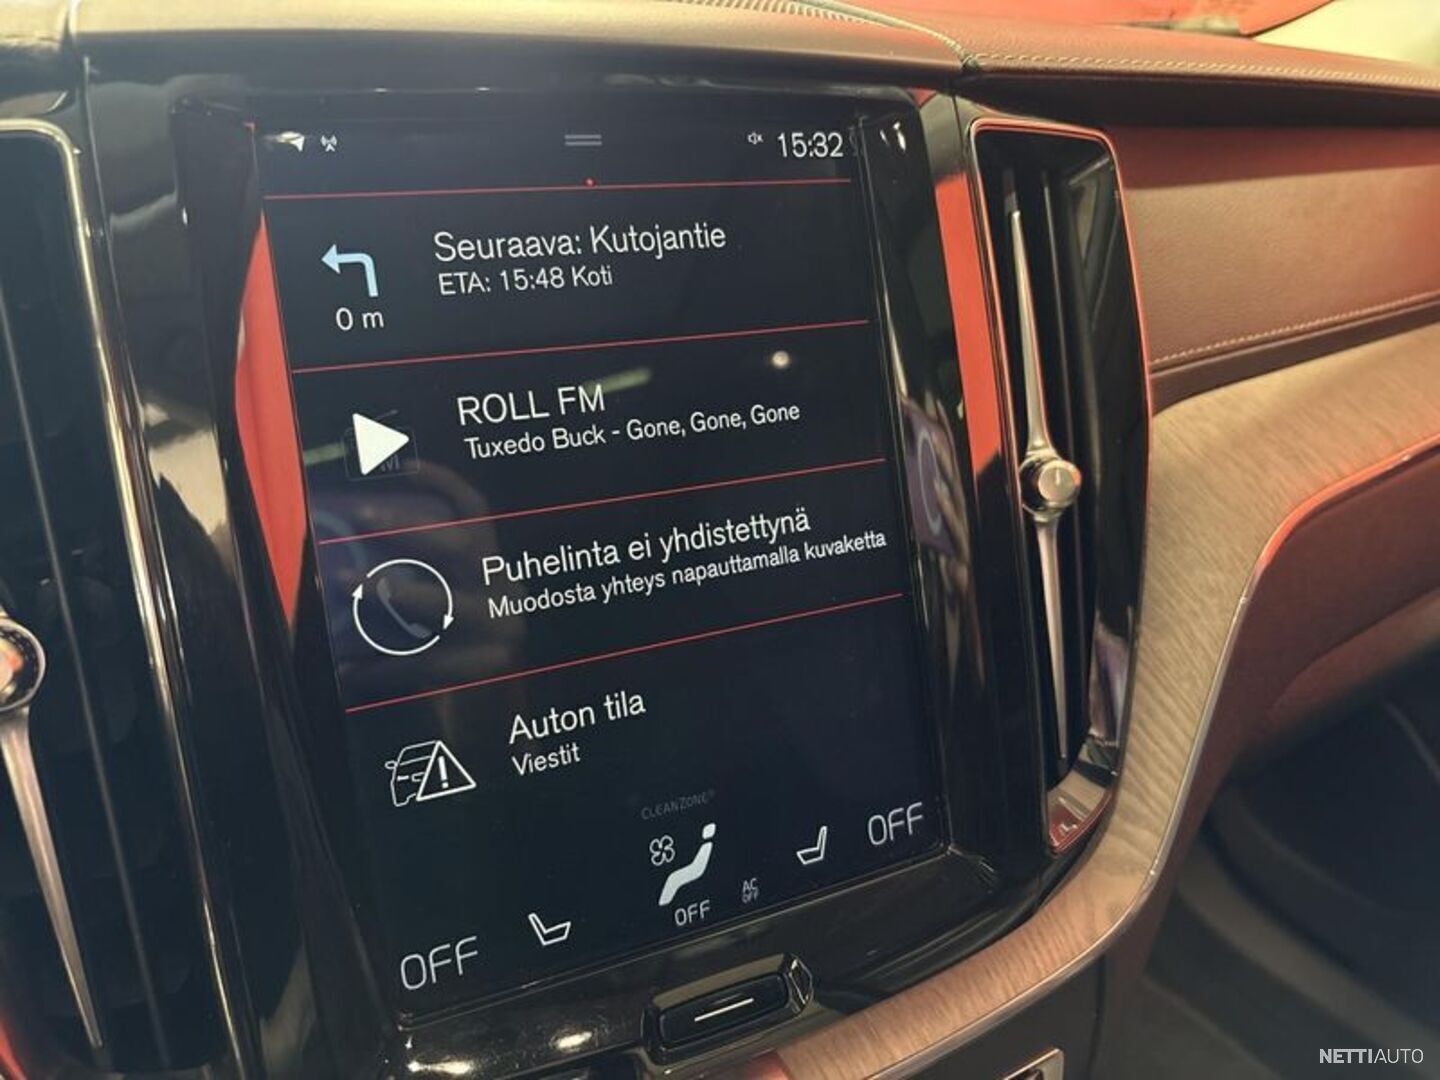 15:32
Seuraava: Kutojantie
ETA: 15:48 Koti
0 m
ROLL FM
Tuxedo Buck - Gone, Gone, Gone
Puhelinta ei yhdistettynä
Muodosta yhteys napauttamalla kuvaketta
Auton tila
Viestit
CLEANZONE®
OFF
AC
OFF
OFF
OFF
NETTIAUTO